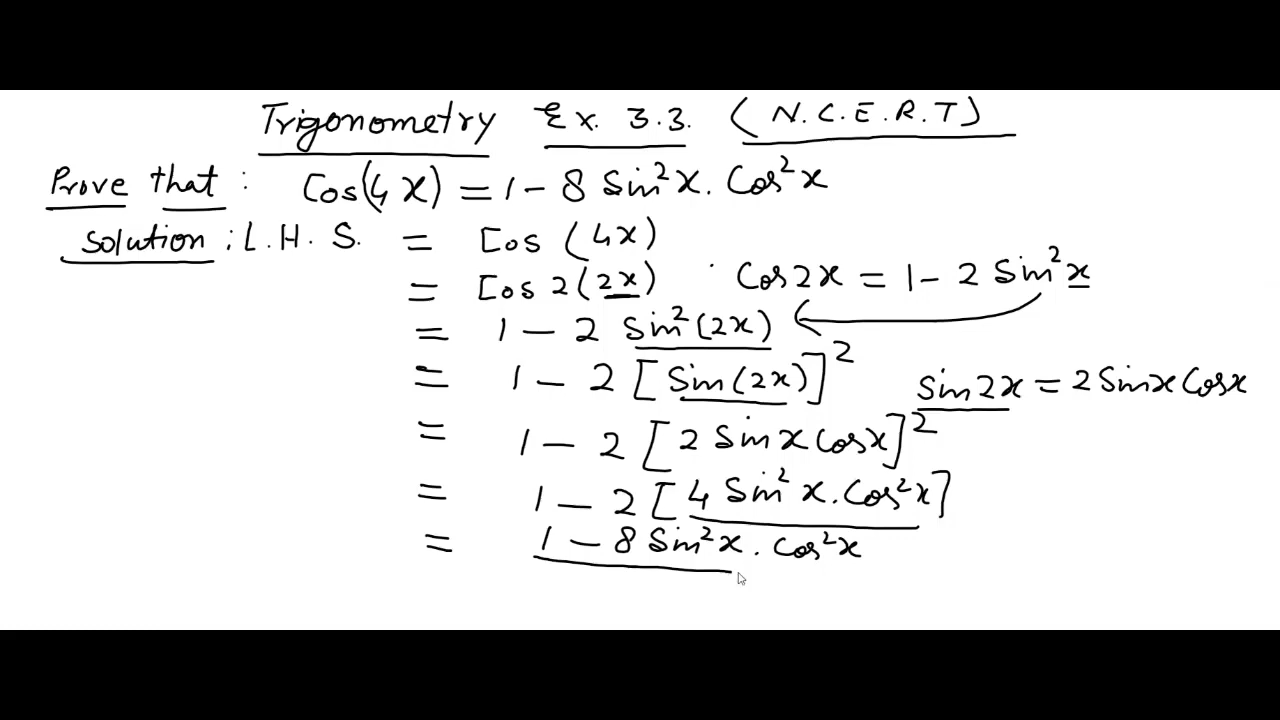 Trigonometry Ex. 3.3. (N.C.E.R.T)
Prove that : Cos(4x) = 1 - 8 Sin²x. Cos²x
Solution : L.H.S. = Cos (4x)
= Cos 2(2x) · Cos2x = 1 - 2 Sin²x
= 1 - 2 Sin²(2x)
= 1 - 2 [Sin(2x)]² Sin2x = 2 Sinx Cosx
= 1 - 2 [2 Sinx Cosx]²
= 1 - 2 [4 Sin²x. Cos²x]
= 1 - 8 Sin²x. Cos²x